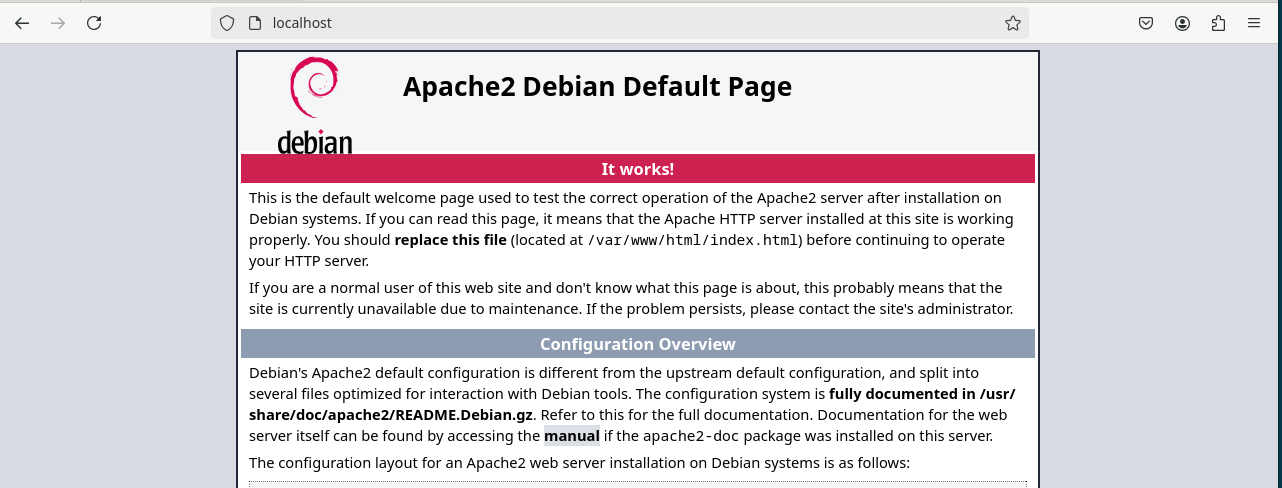 localhost
debian
Apache2 Debian Default Page
It works!
This is the default welcome page used to test the correct operation of the Apache2 server after installation on
Debian systems. If you can read this page, it means that the Apache HTTP server installed at this site is working
properly. You should replace this file (located at /var/www/html/index.html) before continuing to operate
your HTTP server.
If you are a normal user of this web site and don't know what this page is about, this probably means that the
site is currently unavailable due to maintenance. If the problem persists, please contact the site's administrator.
Configuration Overview
Debian's Apache2 default configuration is different from the upstream default configuration, and split into
several files optimized for interaction with Debian tools. The configuration system is fully documented in /usr/
share/doc/apache2/README.Debian.gz. Refer to this for the full documentation. Documentation for the web
server itself can be found by accessing the manual if the apache2-doc package was installed on this server.
The configuration layout for an Apache2 web server installation on Debian systems is as follows: